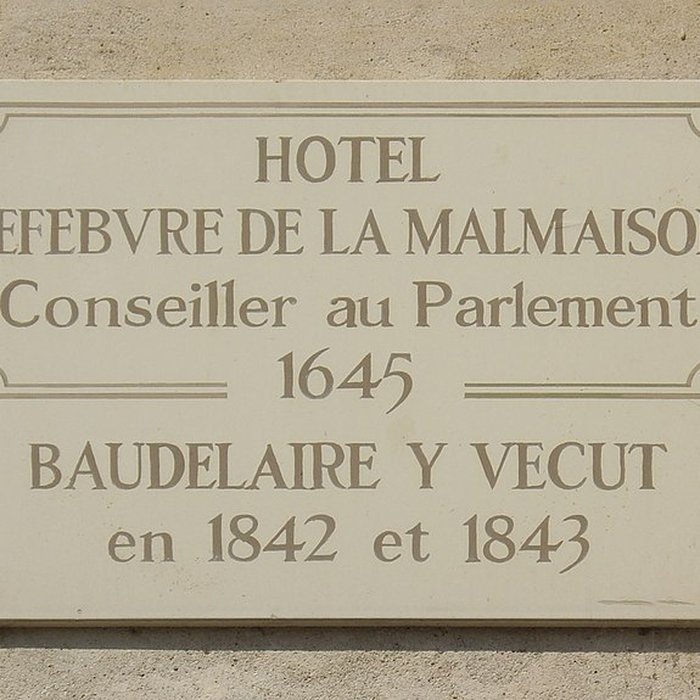 HOTEL
EFEBVRE DE LA MALMAISO
Conseiller au Parlement
1645
BAUDELAIRE Y VECUT
en 1842 et 1843